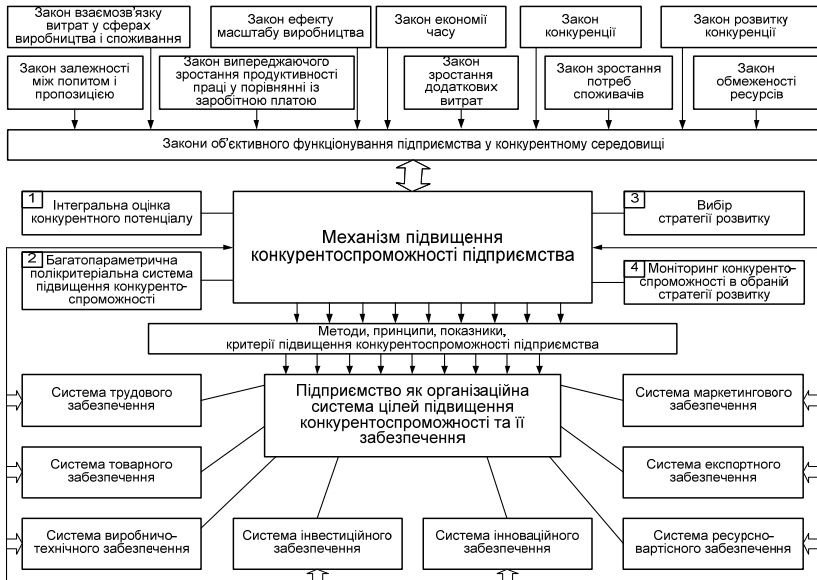 Закон взаємозв'язку
витрат у сферах
виробництва і споживання
Закон ефекту
масштабу виробництва
Закон економії
часу
Закон
конкуренції
Закон розвитку
конкуренції
Закон залежності
між попитом і
пропозицією
Закон випереджаючого
зростання продуктивності
праці у порівнянні із
заробітною платою
Закон
зростання
додаткових
витрат
Закон зростання
потреб
споживачів
Закон
обмеженості
ресурсів
Закони об'єктивного функціонування підприємства у конкурентному середовищі
1
Інтегральна оцінка
конкурентного потенціалу
Механізм підвищення
конкурентоспроможності підприємства
3
Вибір
стратегії розвитку
2
Багатопараметрична
полікритеріальна система
підвищення конкуренто-
спроможності
4
Моніторинг конкуренто-
спроможності в обраній
стратегії розвитку
Методи, принципи, показники,
критерії підвищення конкурентоспроможності підприємства
Система трудового
забезпечення
Підприємство як організаційна
система цілей підвищення
конкурентоспроможності та її
забезпечення
Система маркетингового
забезпечення
Система товарного
забезпечення
Система експортного
забезпечення
Система виробничо-
технічного забезпечення
Система інвестиційного
забезпечення
Система інноваційного
забезпечення
Система ресурсно-
вартісного забезпечення